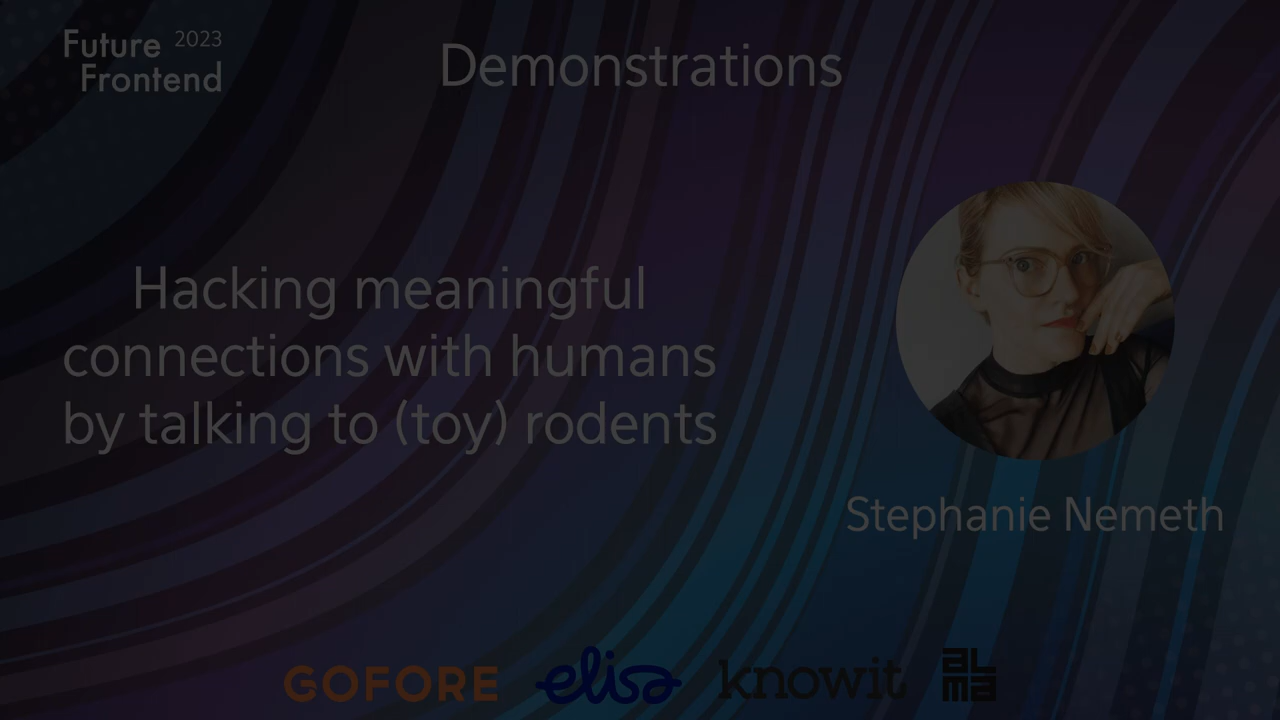 Future 2023
Frontend
Demonstrations
Hacking meaningful
connections with humans
by talking to (toy) rodents
Stephanie Nemeth
GOFORE
elisa
knowit
ALMA